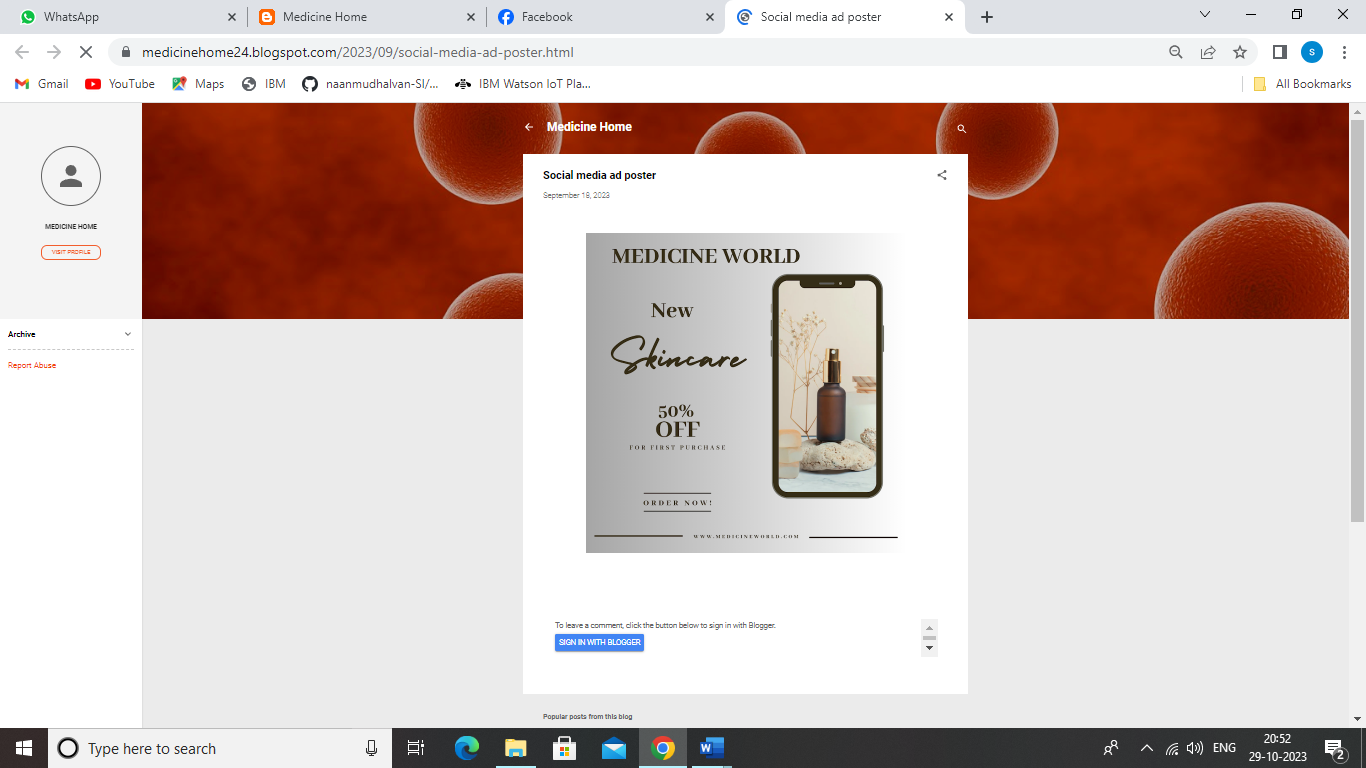 WhatsApp
Medicine Home
Facebook
Social media ad poster
medicinehome24.blogspot.com/2023/09/social-media-ad-poster.html
S
Gmail
YouTube
Maps
IBM
naanmudhalvan-SI/...
IBM Watson IoT Pla...
All Bookmarks
MEDICINE HOME
VISIT PROFILE
Archive
Report Abuse
Medicine Home
Social media ad poster
September 18, 2023
MEDICINE WORLD
New
Skincare
50%
OFF
FOR FIRST PURCHASE
ORDER NOW!
WWW.MEDICINEWORLD.COM
To leave a comment, click the button below to sign in with Blogger.
SIGN IN WITH BLOGGER
Popular posts from this blog
Type here to search
ENG
20:52
29-10-2023
2